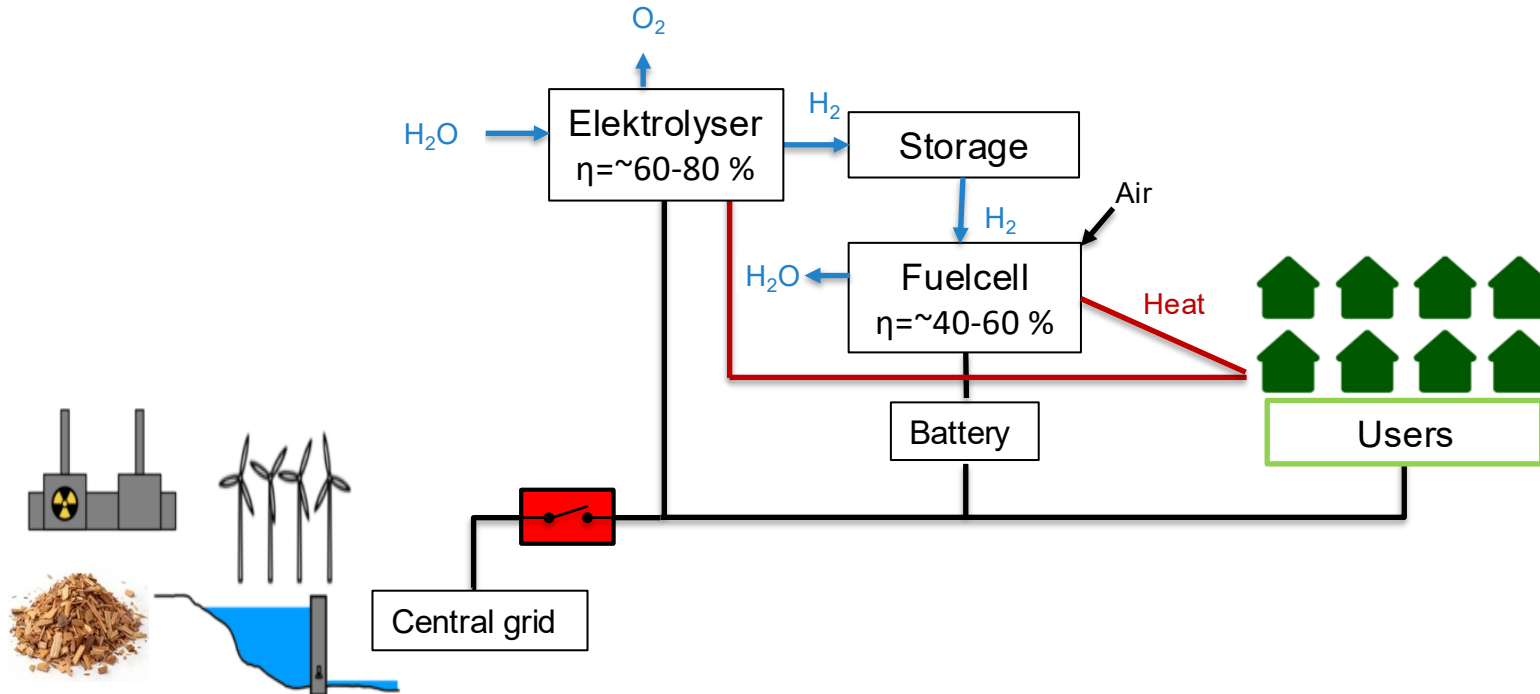 O₂
H₂O
Elektrolyser
η=~60-80 %
H₂
Storage
H₂
Air
H₂O
Fuelcell
η=~40-60 %
Heat
Battery
Users
Central grid